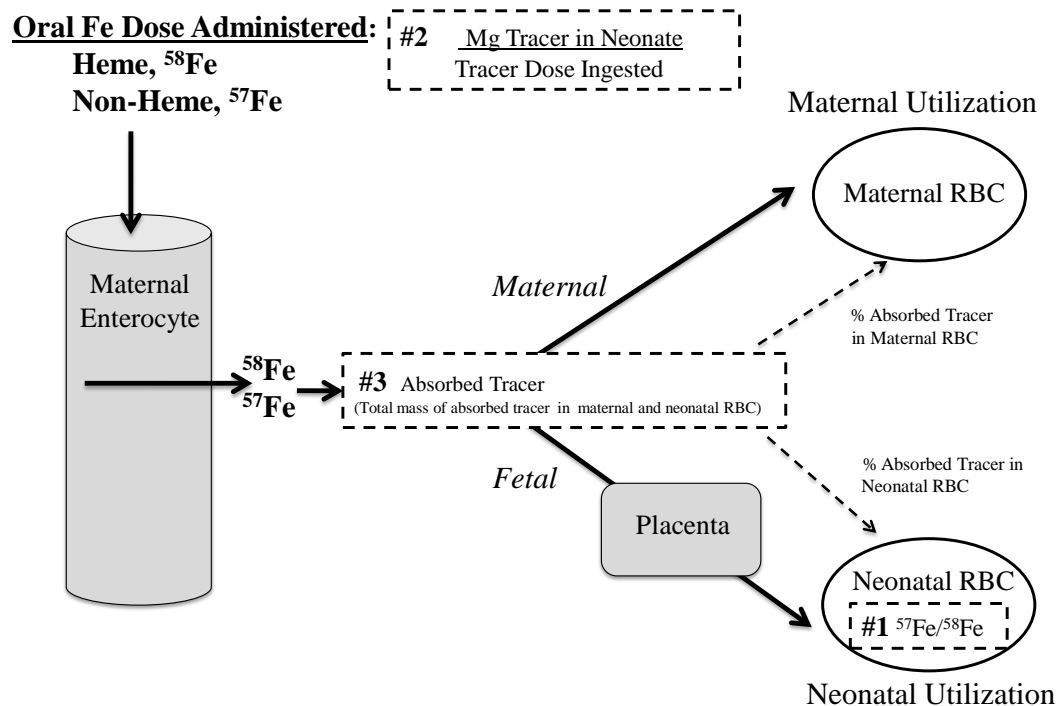 Oral Fe Dose Administered:
Heme, ⁵⁸Fe
Non-Heme, ⁵⁷Fe
#2 Mg Tracer in Neonate
Tracer Dose Ingested
Maternal Utilization
Maternal RBC
Maternal
Enterocyte
Maternal
% Absorbed Tracer
in Maternal RBC
⁵⁸Fe
⁵⁷Fe
#3 Absorbed Tracer
(Total mass of absorbed tracer in maternal and neonatal RBC)
Fetal
% Absorbed Tracer in
Neonatal RBC
Placenta
Neonatal RBC
#1 ⁵⁷Fe/⁵⁸Fe
Neonatal Utilization